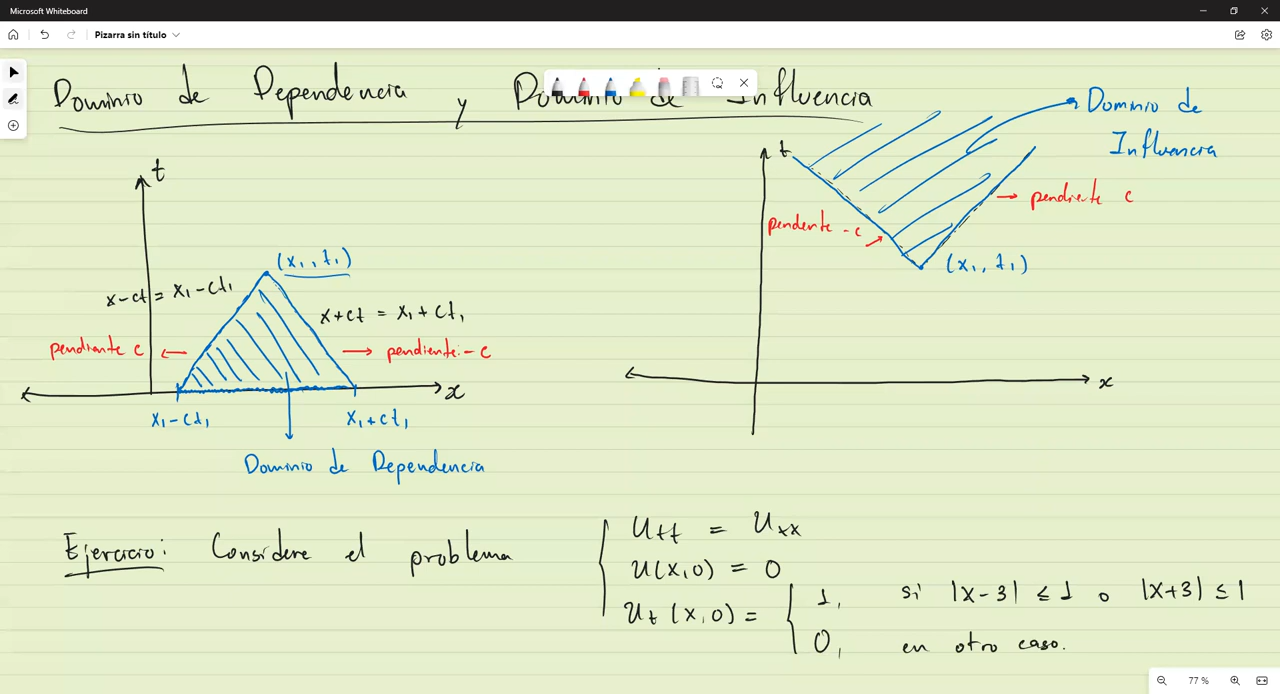 Microsoft Whiteboard
Pizarra sin título
Dominio de Dependencia y Dominio de Influencia
t
(x₁, t₁)
x-ct = x₁-ct₁
x+ct = x₁+ct₁
pendiente c
pendiente: -c
x
x₁-ct₁
x₁+ct₁
Dominio de Dependencia
Dominio de
Influencia
t
pendiente c
pendente -c
(x₁, t₁)
x
Ejercicio: Considere el problema
Utt = Uxx
U(x,0) = 0
Ut(x,0) =
1, si |x-3| ≤ 1 o |x+3| ≤ 1
0, en otro caso.
77 %